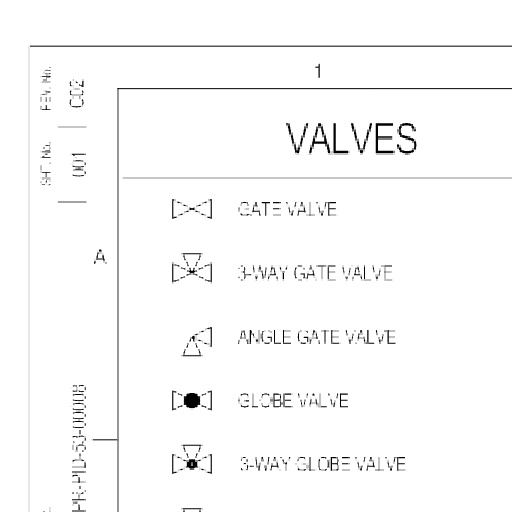 1
REV. No.
C02
SHT. No.
001
VALVES
GATE VALVE
A
3-WAY GATE VALVE
ANGLE GATE VALVE
GLOBE VALVE
PR-PID-53-00008
3-WAY GLOBE VALVE